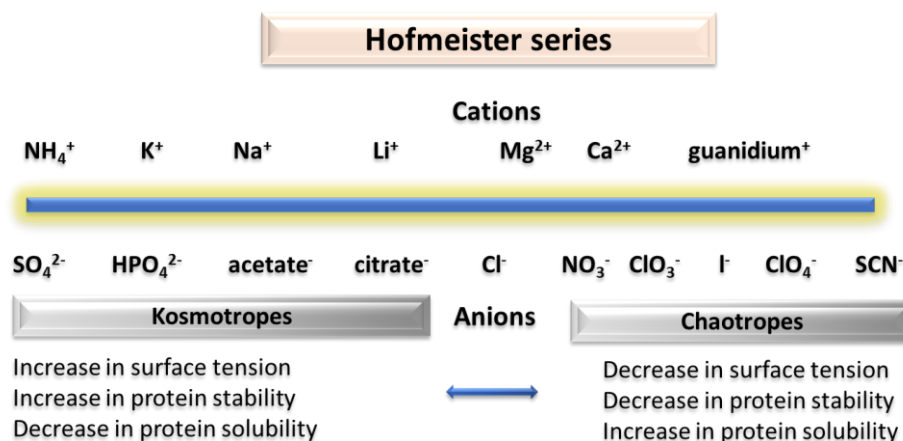 Hofmeister series
Cations
NH₄⁺ K⁺ Na⁺ Li⁺ Mg²⁺ Ca²⁺ guanidium⁺
SO₄²⁻ HPO₄²⁻ acetate⁻ citrate⁻ Cl⁻ NO₃⁻ ClO₃⁻ I⁻ ClO₄⁻ SCN⁻
Kosmotropes Anions Chaotropes
Increase in surface tension
Increase in protein stability
Decrease in protein solubility
Decrease in surface tension
Decrease in protein stability
Increase in protein solubility